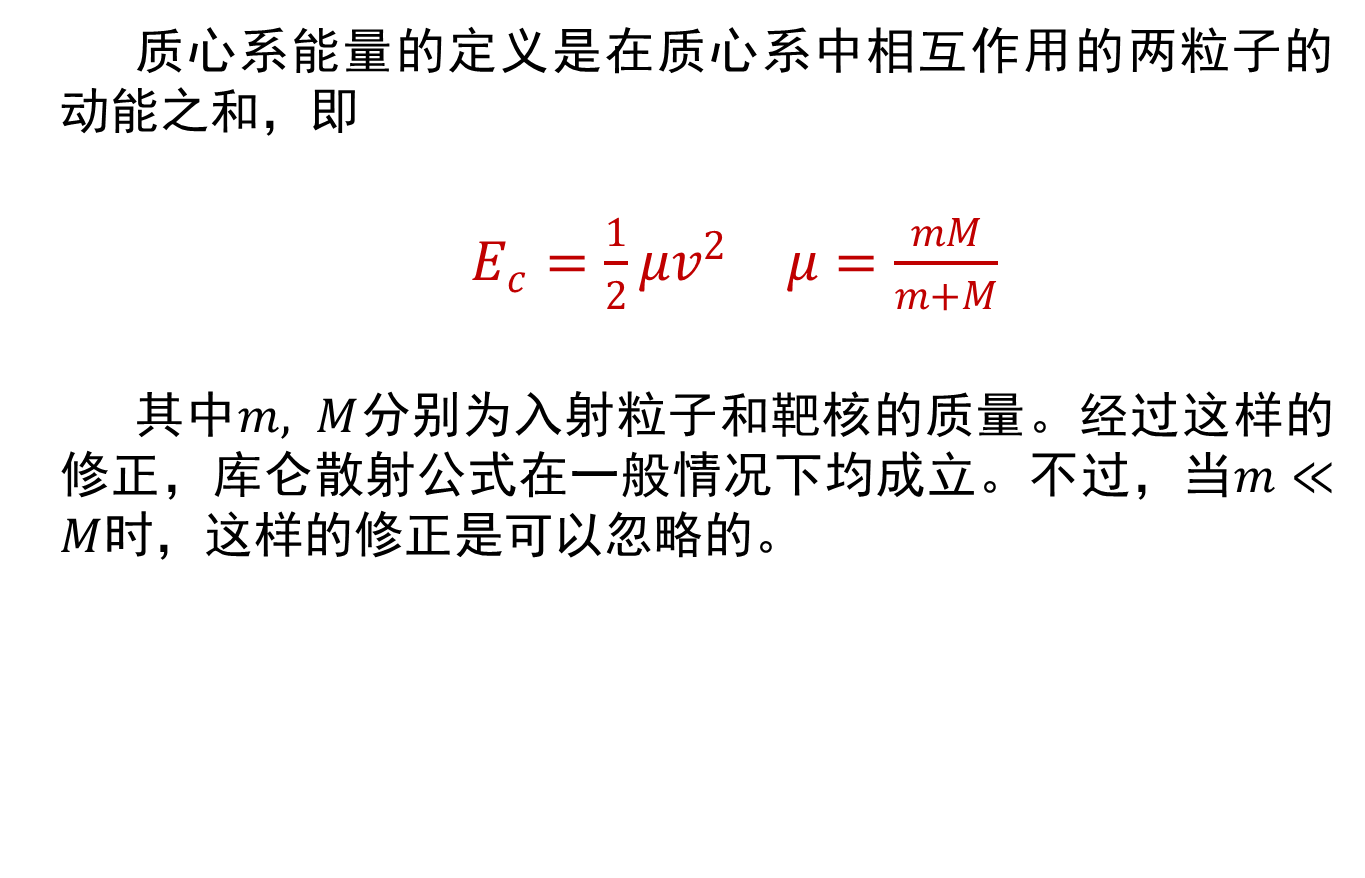 质心系能量的定义是在质心系中相互作用的两粒子的
动能之和，即
E_c = \frac{1}{2} μv^2   μ = \frac{mM}{m+M}
其中m, M分别为入射粒子和靶核的质量。经过这样的
修正，库仑散射公式在一般情况下均成立。不过，当m ≪
M时，这样的修正是可以忽略的。